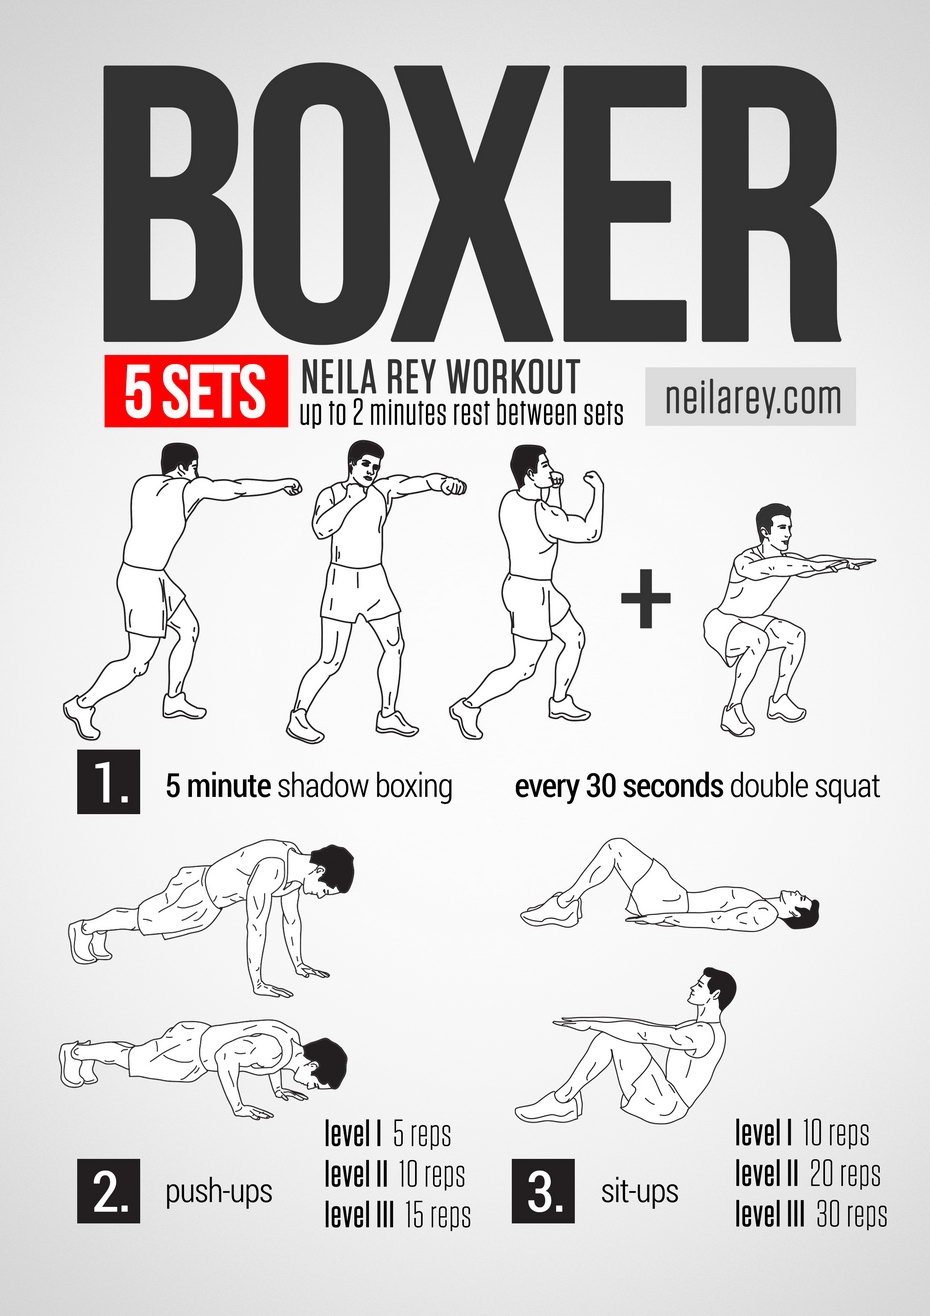 BOXER
5 SETS
NEILA REY WORKOUT
up to 2 minutes rest between sets
neilarey.com
+
1. 5 minute shadow boxing
every 30 seconds double squat
2. push-ups
level I 5 reps
level II 10 reps
level III 15 reps
3. sit-ups
level I 10 reps
level II 20 reps
level III 30 reps